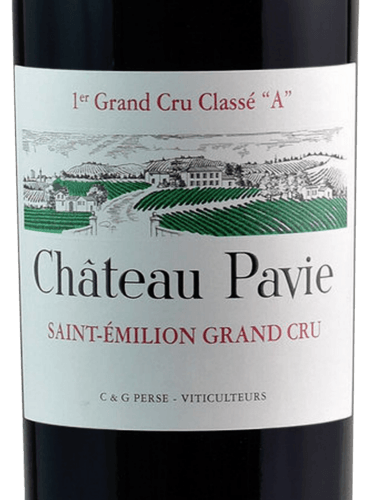 1er Grand Cru Classé “A”
Château Pavie
SAINT-ÉMILION GRAND CRU
C & G PERSE - VITICULTEURS